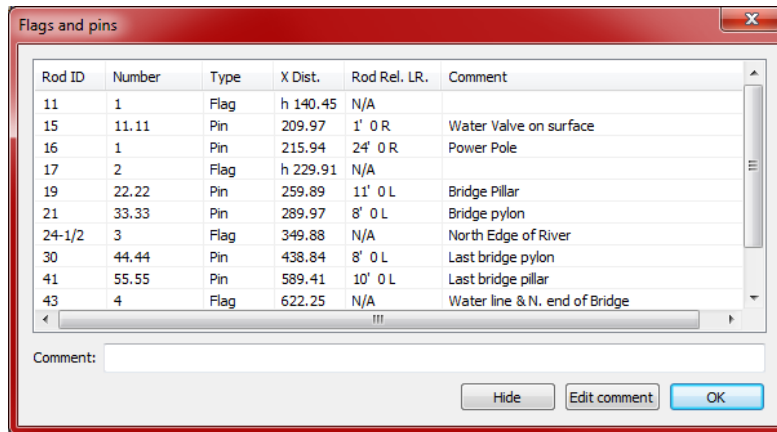 Flags and pins
Rod ID Number Type X Dist. Rod Rel. LR. Comment
11 1 Flag h 140.45 N/A
15 11.11 Pin 209.97 1' 0 R Water Valve on surface
16 1 Pin 215.94 24' 0 R Power Pole
17 2 Flag h 229.91 N/A
19 22.22 Pin 259.89 11' 0 L Bridge Pillar
21 33.33 Pin 289.97 8' 0 L Bridge pylon
24-1/2 3 Flag 349.88 N/A North Edge of River
30 44.44 Pin 438.84 8' 0 L Last bridge pylon
41 55.55 Pin 589.41 10' 0 L Last bridge pillar
43 4 Flag 622.25 N/A Water line & N. end of Bridge
Comment:
Hide Edit comment OK